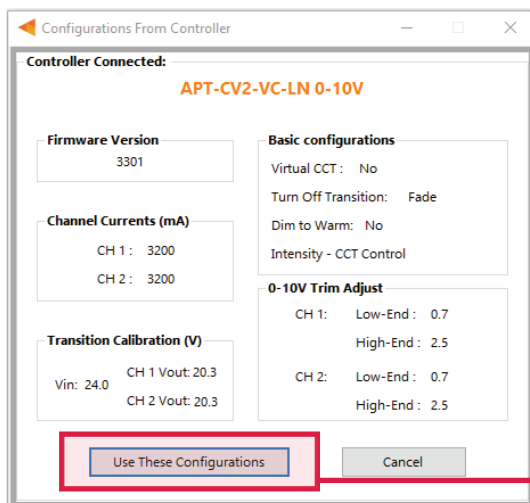 Configurations From Controller
Controller Connected:
APT-CV2-VC-LN 0-10V
Firmware Version
3301
Channel Currents (mA)
CH 1 : 3200
CH 2 : 3200
Transition Calibration (V)
Vin: 24.0
CH 1 Vout: 20.3
CH 2 Vout: 20.3
Basic configurations
Virtual CCT : No
Turn Off Transition: Fade
Dim to Warm: No
Intensity - CCT Control
0-10V Trim Adjust
CH 1: Low-End : 0.7
High-End : 2.5
CH 2: Low-End : 0.7
High-End : 2.5
Use These Configurations
Cancel